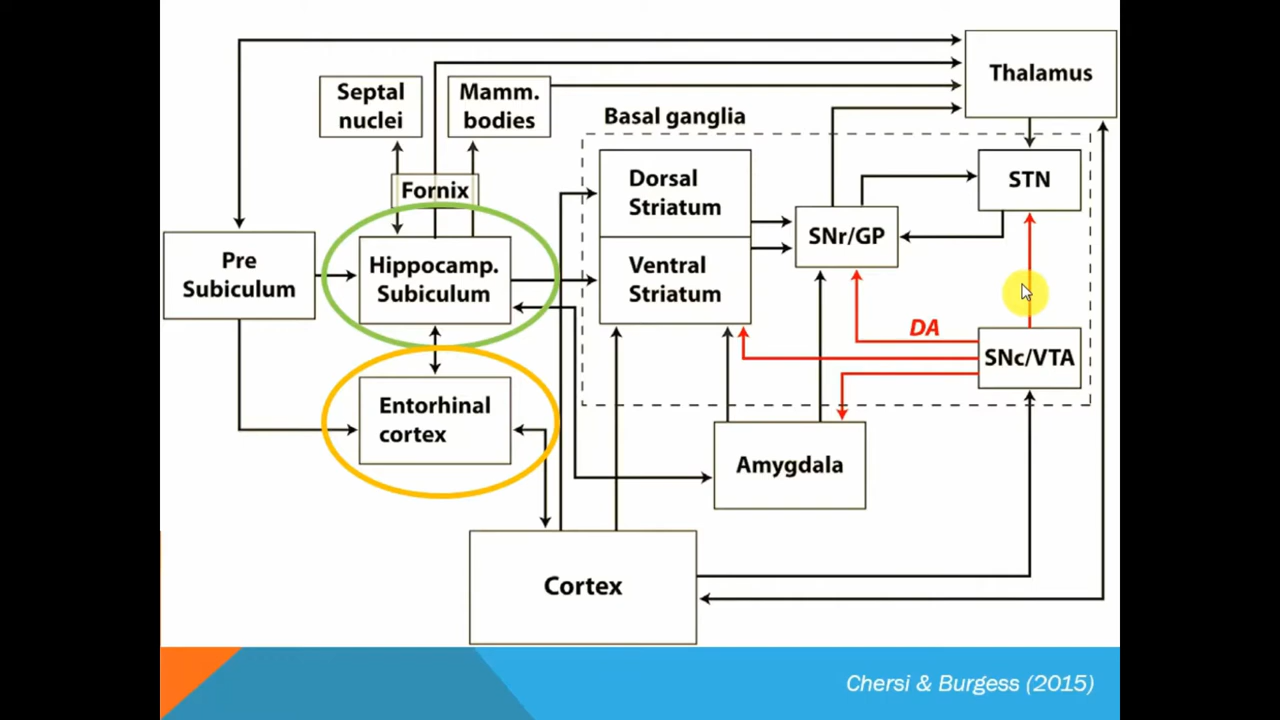 Thalamus
Septal
nuclei
Mamm.
bodies
Basal ganglia
Fornix
Dorsal
Striatum
STN
Pre
Subiculum
Hippocamp.
Subiculum
Ventral
Striatum
SNr/GP
DA
SNc/VTA
Entorhinal
cortex
Amygdala
Cortex
Chersi & Burgess (2015)